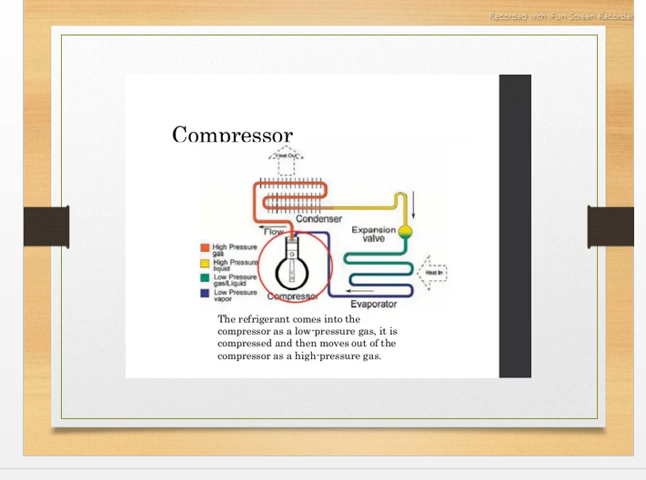 Recorded with Fun Screen Recorder
Compressor
Heat Out
Condenser
Flow
Expansion
valve
High Pressure
gas
High Pressure
liquid
Low Pressure
gas/Liquid
Low Pressure
vapor
Heat In
Compressor
Evaporator
The refrigerant comes into the
compressor as a low-pressure gas, it is
compressed and then moves out of the
compressor as a high-pressure gas.